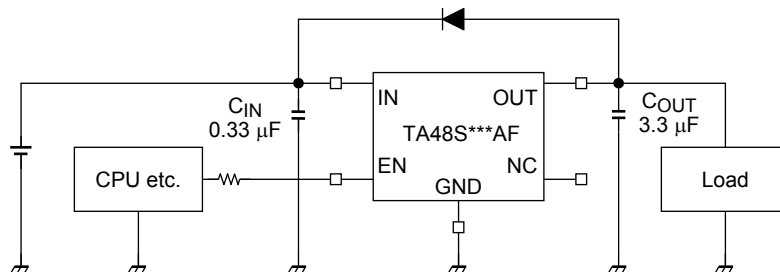 CIN
0.33 μF
IN
OUT
TA48S***AF
EN
NC
GND
COUT
3.3 μF
CPU etc.
Load